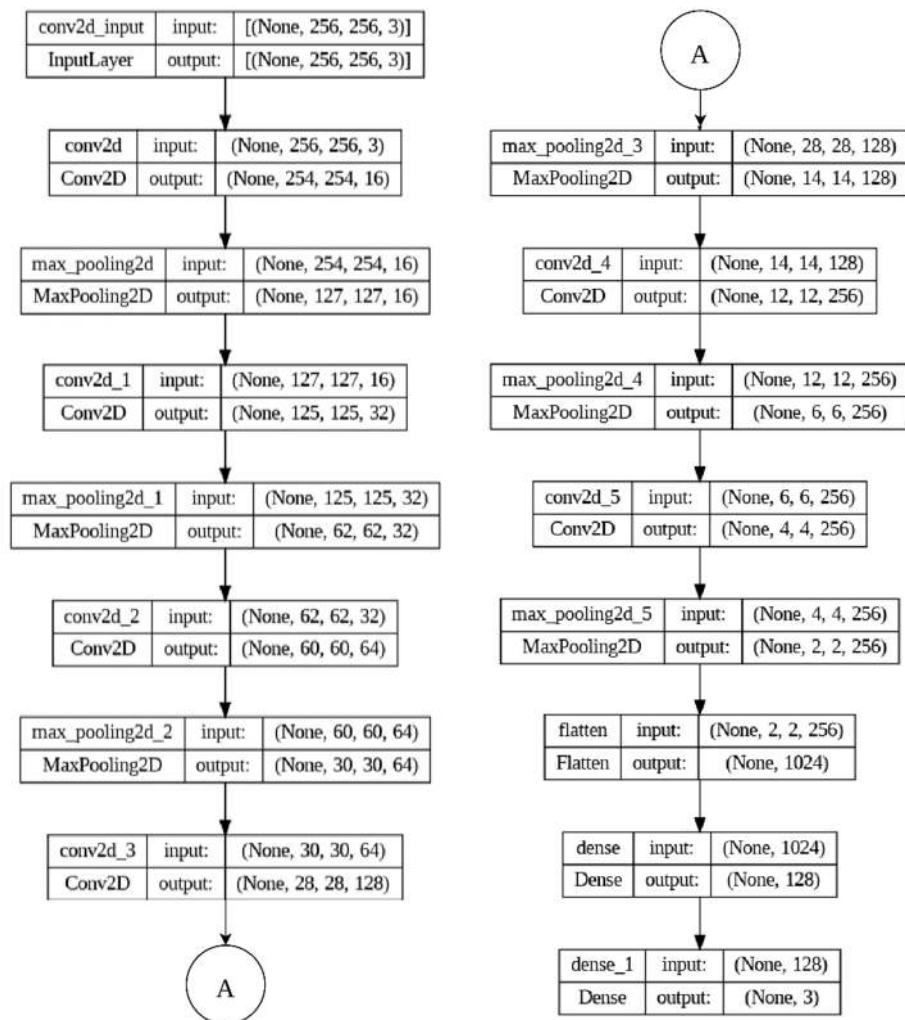 conv2d_input input: [(None, 256, 256, 3)]
InputLayer output: [(None, 256, 256, 3)]
conv2d input: (None, 256, 256, 3)
Conv2D output: (None, 254, 254, 16)
max_pooling2d input: (None, 254, 254, 16)
MaxPooling2D output: (None, 127, 127, 16)
conv2d_1 input: (None, 127, 127, 16)
Conv2D output: (None, 125, 125, 32)
max_pooling2d_1 input: (None, 125, 125, 32)
MaxPooling2D output: (None, 62, 62, 32)
conv2d_2 input: (None, 62, 62, 32)
Conv2D output: (None, 60, 60, 64)
max_pooling2d_2 input: (None, 60, 60, 64)
MaxPooling2D output: (None, 30, 30, 64)
conv2d_3 input: (None, 30, 30, 64)
Conv2D output: (None, 28, 28, 128)
A
A
max_pooling2d_3 input: (None, 28, 28, 128)
MaxPooling2D output: (None, 14, 14, 128)
conv2d_4 input: (None, 14, 14, 128)
Conv2D output: (None, 12, 12, 256)
max_pooling2d_4 input: (None, 12, 12, 256)
MaxPooling2D output: (None, 6, 6, 256)
conv2d_5 input: (None, 6, 6, 256)
Conv2D output: (None, 4, 4, 256)
max_pooling2d_5 input: (None, 4, 4, 256)
MaxPooling2D output: (None, 2, 2, 256)
flatten input: (None, 2, 2, 256)
Flatten output: (None, 1024)
dense input: (None, 1024)
Dense output: (None, 128)
dense_1 input: (None, 128)
Dense output: (None, 3)